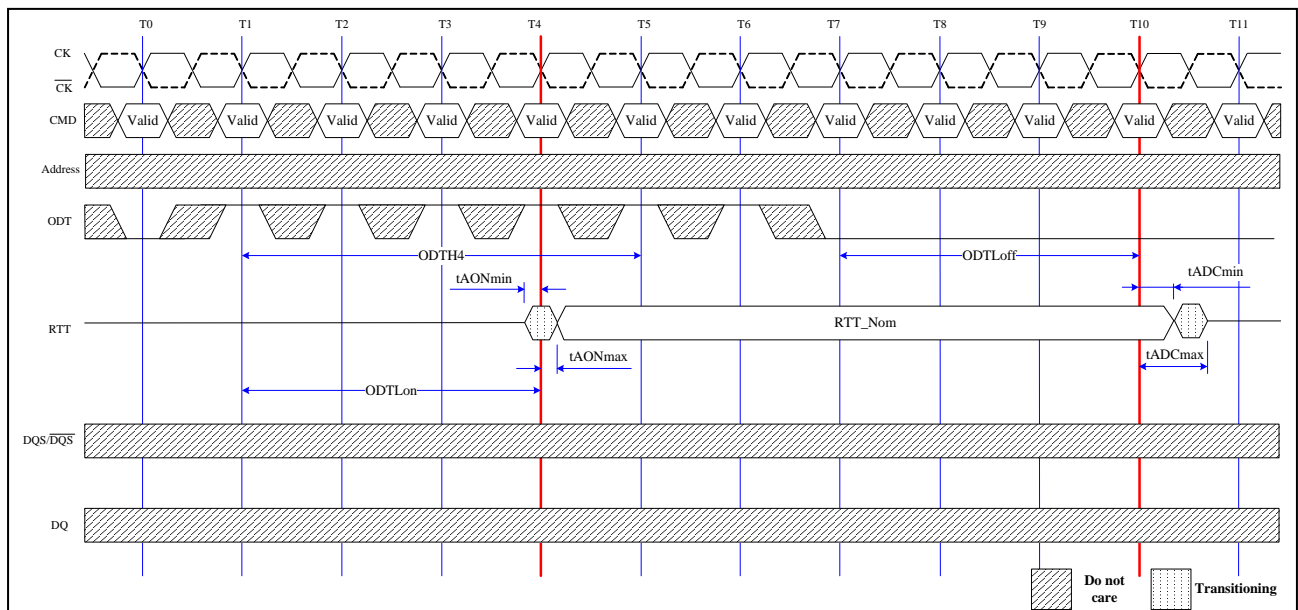 T0 T1 T2 T3 T4 T5 T6 T7 T8 T9 T10 T11
CK
CK
CMD Valid Valid Valid Valid Valid Valid Valid Valid Valid Valid Valid Valid
Address
ODT
ODTH4 ODTLoff
tAONmin tADCmin
RTT RTT_Nom
tAONmax tADCmax
ODTLon
DQS/DQS
DQ
Do not care Transitioning